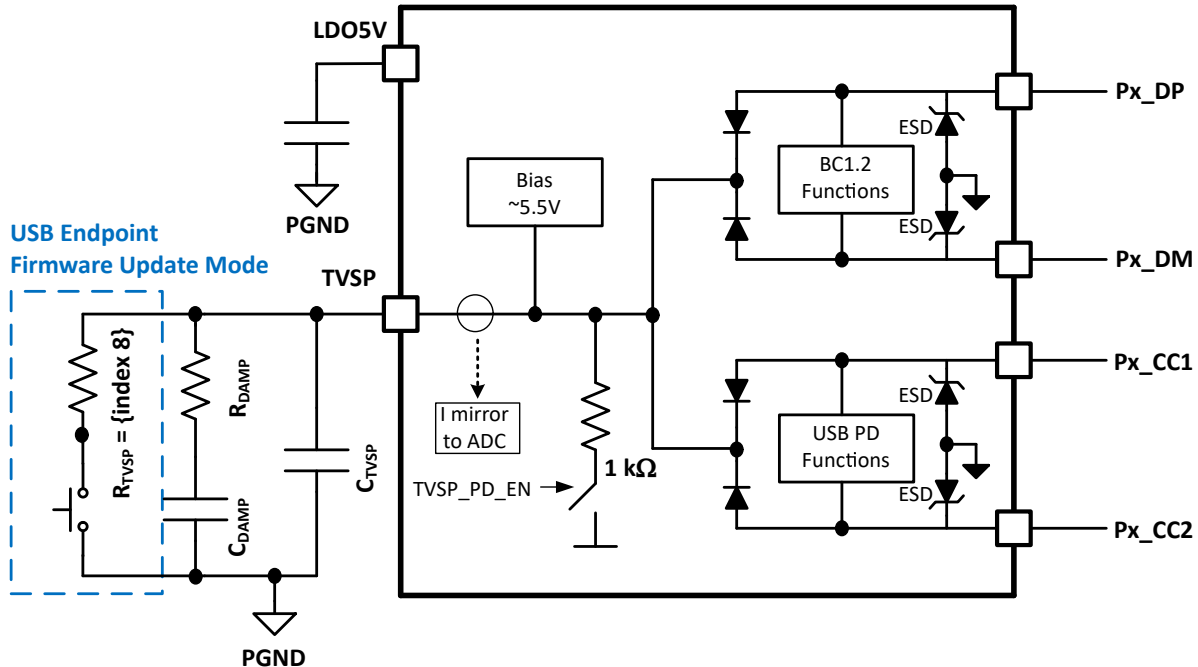 LDO5V
PGND
USB Endpoint
Firmware Update Mode
TVSP
R_TVSP = {index 8}
R_DAMP
C_DAMP
C_TVSP
PGND
Bias
~5.5V
I mirror
to ADC
1 kΩ
TVSP_PD_EN
BC1.2
Functions
ESD
ESD
USB PD
Functions
ESD
ESD
Px_DP
Px_DM
Px_CC1
Px_CC2